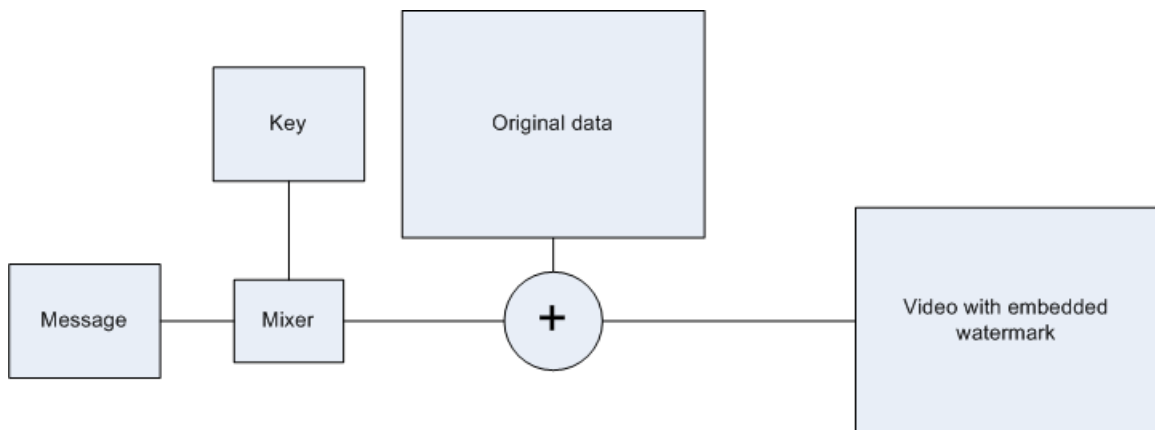 Key
Original data
Message
Mixer
+
Video with embedded
watermark